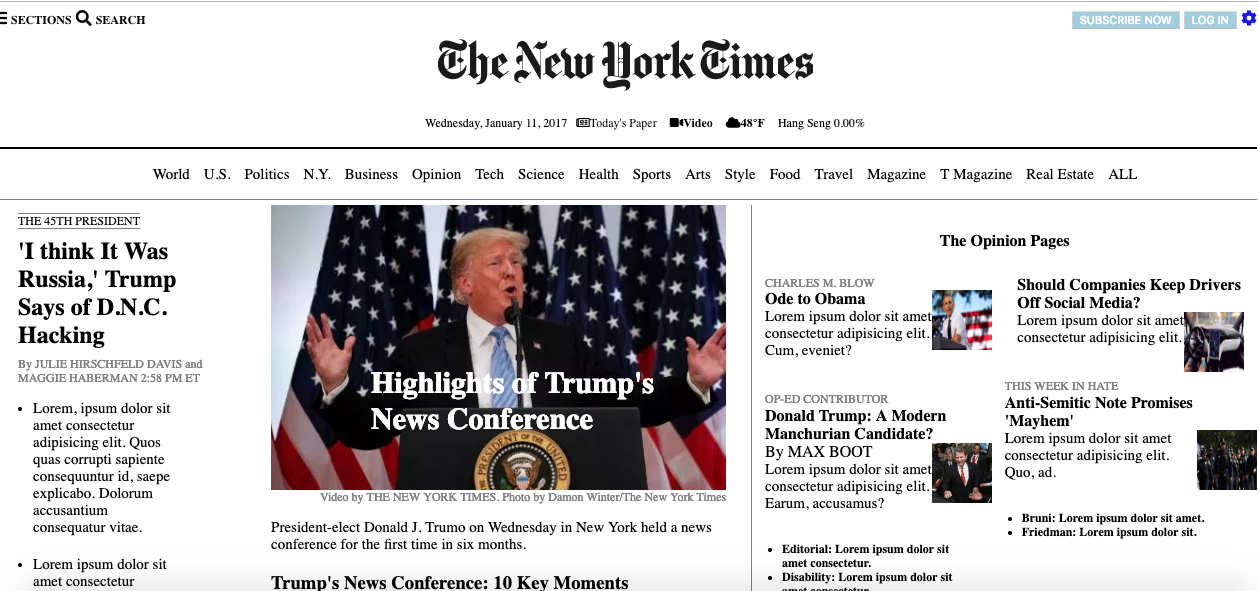 SECTIONS SEARCH
SUBSCRIBE NOW LOG IN
The New York Times
Wednesday, January 11, 2017 Today's Paper Video 48°F Hang Seng 0.00%
World U.S. Politics N.Y. Business Opinion Tech Science Health Sports Arts Style Food Travel Magazine T Magazine Real Estate ALL
THE 45TH PRESIDENT
'I think It Was
Russia,' Trump
Says of D.N.C.
Hacking
By JULIE HIRSCHFELD DAVIS and
MAGGIE HABERMAN 2:58 PM ET
• Lorem, ipsum dolor sit
amet consectetur
adipisicing elit. Quos
quas corrupti sapiente
consequuntur id, saepe
explicabo. Dolorum
accusantium
consequatur vitae.
• Lorem ipsum dolor sit
amet consectetur
Highlights of Trump's
News Conference
PRESIDENT OF THE UNITED
Video by THE NEW YORK TIMES. Photo by Damon Winter/The New York Times
President-elect Donald J. Trumo on Wednesday in New York held a news
conference for the first time in six months.
Trump's News Conference: 10 Key Moments
The Opinion Pages
CHARLES M. BLOW
Ode to Obama
Lorem ipsum dolor sit amet
consectetur adipisicing elit.
Cum, eveniet?
OP-ED CONTRIBUTOR
Donald Trump: A Modern
Manchurian Candidate?
By MAX BOOT
Lorem ipsum dolor sit amet
consectetur adipisicing elit.
Earum, accusamus?
• Editorial: Lorem ipsum dolor sit
amet consectetur.
• Disability: Lorem ipsum dolor sit
amet consectetur.
Should Companies Keep Drivers
Off Social Media?
Lorem ipsum dolor sit amet
consectetur adipisicing elit.
THIS WEEK IN HATE
Anti-Semitic Note Promises
'Mayhem'
Lorem ipsum dolor sit amet
consectetur adipisicing elit.
Quo, ad.
• Bruni: Lorem ipsum dolor sit amet.
• Friedman: Lorem ipsum dolor sit.